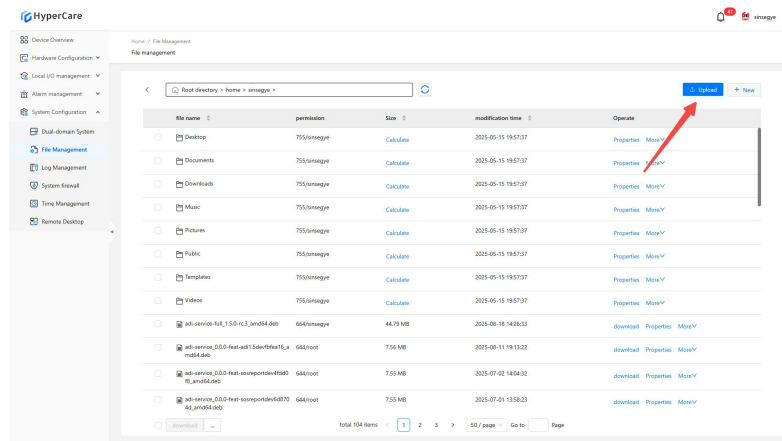 HyperCare
47
sinsegye
Device Overview
Hardware Configuration
Local I/O management
Alarm management
System Configuration
Dual-domain System
File Management
Log Management
System firewall
Time Management
Remote Desktop
Home / File Management
File management
Root directory > home > sinsegye >
Upload
+ New
file name permission Size modification time Operate
Desktop 755/sinsegye Calculate 2025-05-15 19:57:37 Properties More
Documents 755/sinsegye Calculate 2025-05-15 19:57:37 Properties More
Downloads 755/sinsegye Calculate 2025-05-15 19:57:37 Properties More
Music 755/sinsegye Calculate 2025-05-15 19:57:37 Properties More
Pictures 755/sinsegye Calculate 2025-05-15 19:57:37 Properties More
Public 755/sinsegye Calculate 2025-05-15 19:57:37 Properties More
Templates 755/sinsegye Calculate 2025-05-15 19:57:37 Properties More
Videos 755/sinsegye Calculate 2025-05-15 19:57:37 Properties More
adi-service-full_1.5.0-rc.3_amd64.deb 664/sinsegye 44.79 MB 2025-08-18 14:26:33 download Properties More
adi-service_0.0.0-feat-adi1.5devfbfea16_a 644/root 7.56 MB 2025-08-11 19:13:22 download Properties More
md64.deb
adi-service_0.0.0-feat-sosreportdev4fdd0 644/root 7.55 MB 2025-07-02 14:04:32 download Properties More
f8_amd64.deb
adi-service_0.0.0-feat-sosreportdev6d870 644/root 7.55 MB 2025-07-01 13:58:23 download Properties More
4d_amd64.deb
download ... total 104 items < 1 2 3 > 50 / page Go to Page